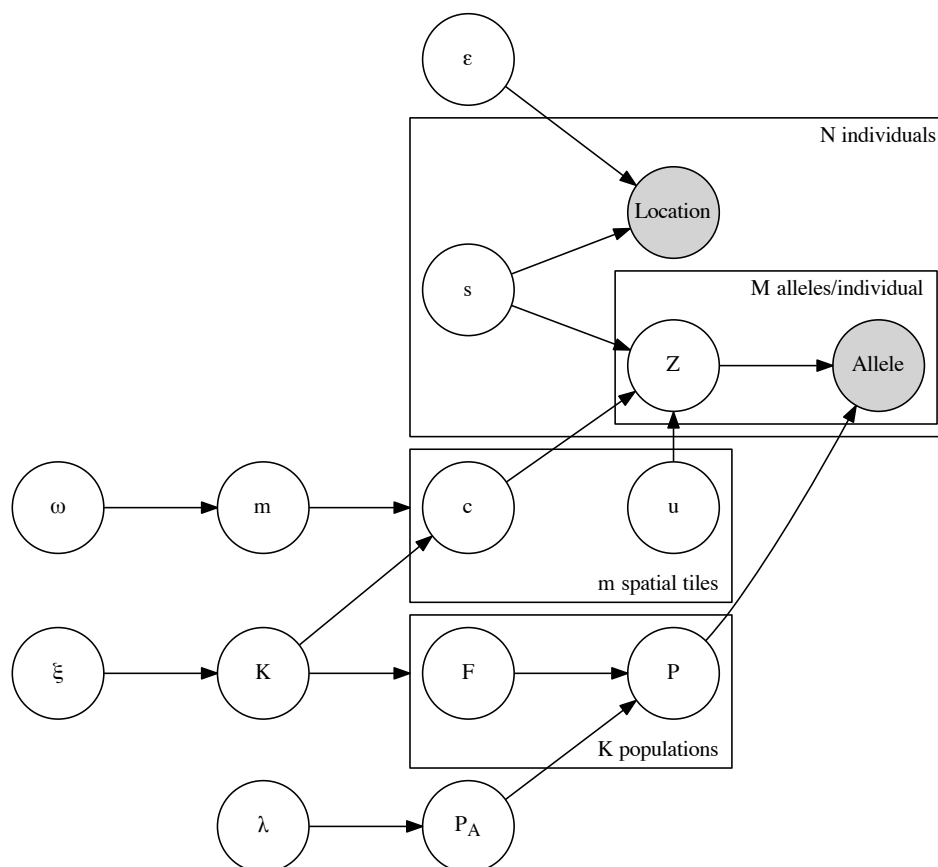 ε
N individuals
Location
s
M alleles/individual
Z
Allele
ω
m
c
u
m spatial tiles
ξ
K
F
P
K populations
λ
P_A